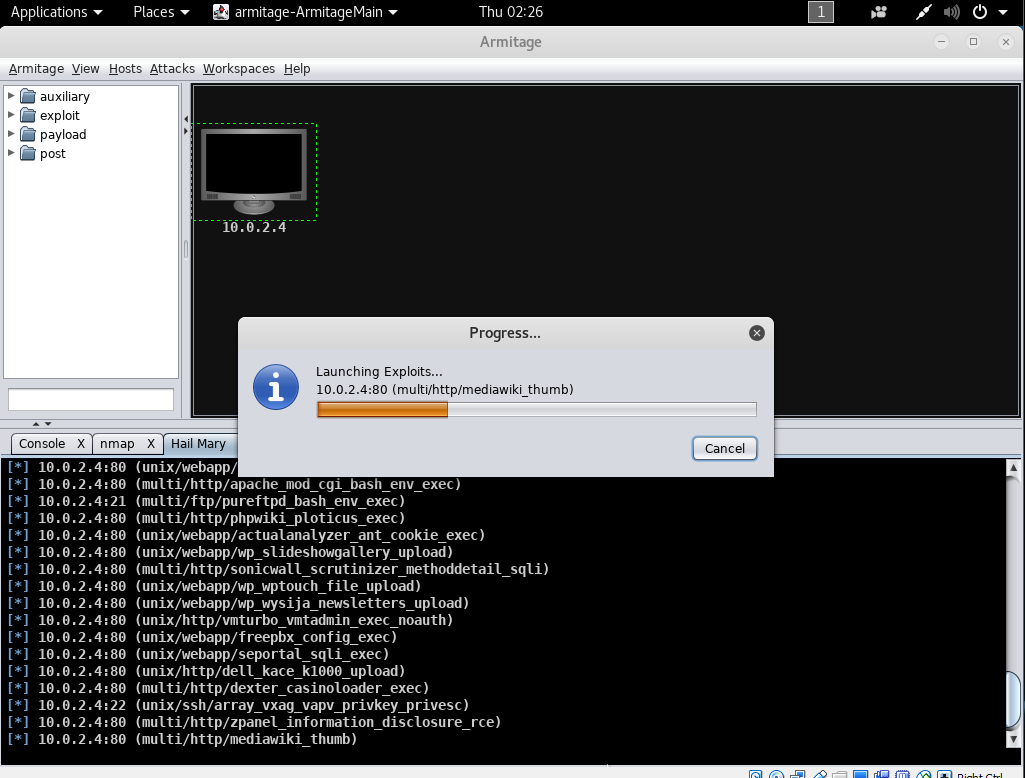 Applications Places armitage-ArmitageMain Thu 02:26 1
Armitage
Armitage View Hosts Attacks Workspaces Help
auxiliary
exploit
payload
post
10.0.2.4
Progress...
Launching Exploits...
10.0.2.4:80 (multi/http/mediawiki_thumb)
Cancel
Console X nmap X Hail Mary
[*] 10.0.2.4:80 (unix/webapp/
[*] 10.0.2.4:80 (multi/http/apache_mod_cgi_bash_env_exec)
[*] 10.0.2.4:21 (multi/ftp/pureftpd_bash_env_exec)
[*] 10.0.2.4:80 (multi/http/phpwiki_ploticus_exec)
[*] 10.0.2.4:80 (unix/webapp/actualanalyzer_ant_cookie_exec)
[*] 10.0.2.4:80 (unix/webapp/wp_slideshowgallery_upload)
[*] 10.0.2.4:80 (multi/http/sonicwall_scrutinizer_methoddetail_sqli)
[*] 10.0.2.4:80 (unix/webapp/wp_wptouch_file_upload)
[*] 10.0.2.4:80 (unix/webapp/wp_wysija_newsletters_upload)
[*] 10.0.2.4:80 (unix/http/vmturbo_vmtadmin_exec_noauth)
[*] 10.0.2.4:80 (unix/webapp/freepbx_config_exec)
[*] 10.0.2.4:80 (unix/webapp/seportal_sqli_exec)
[*] 10.0.2.4:80 (unix/http/dell_kace_k1000_upload)
[*] 10.0.2.4:80 (multi/http/dexter_casinoloader_exec)
[*] 10.0.2.4:22 (unix/ssh/array_vxag_vapv_privkey_privesc)
[*] 10.0.2.4:80 (multi/http/zpanel_information_disclosure_rce)
[*] 10.0.2.4:80 (multi/http/mediawiki_thumb)
Right Ctrl